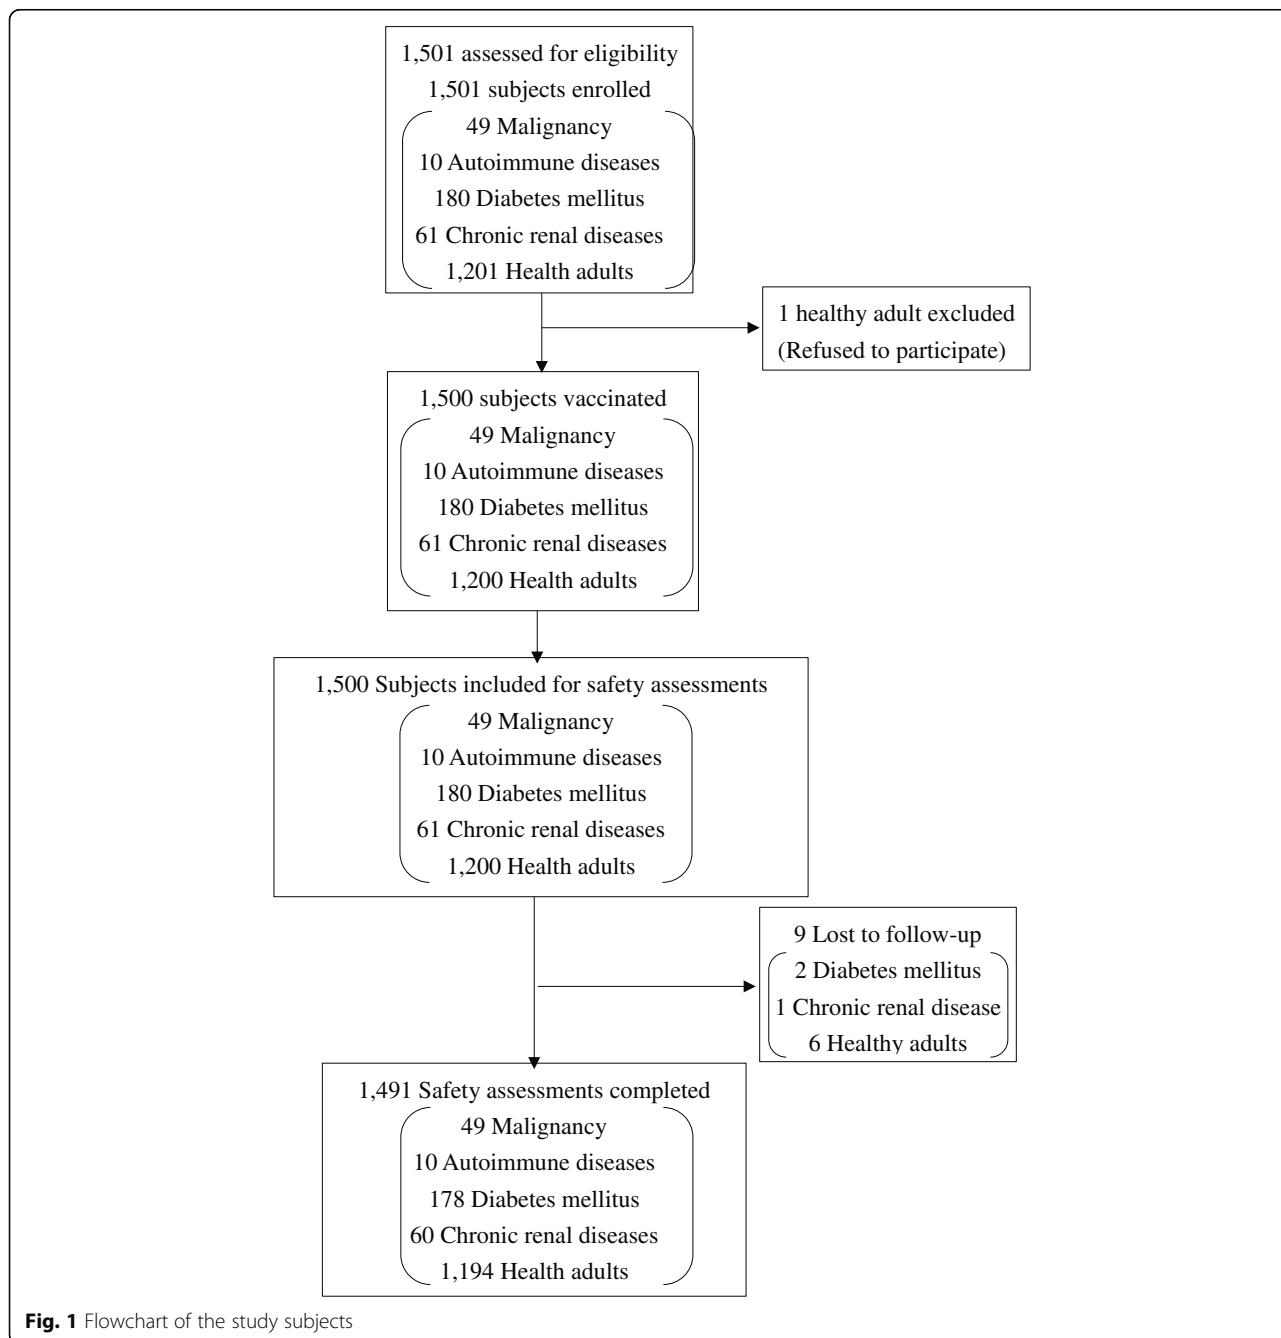 1,501 assessed for eligibility
1,501 subjects enrolled
49 Malignancy
10 Autoimmune diseases
180 Diabetes mellitus
61 Chronic renal diseases
1,201 Health adults
1 healthy adult excluded
(Refused to participate)
1,500 subjects vaccinated
49 Malignancy
10 Autoimmune diseases
180 Diabetes mellitus
61 Chronic renal diseases
1,200 Health adults
1,500 Subjects included for safety assessments
49 Malignancy
10 Autoimmune diseases
180 Diabetes mellitus
61 Chronic renal diseases
1,200 Health adults
9 Lost to follow-up
2 Diabetes mellitus
1 Chronic renal disease
6 Healthy adults
1,491 Safety assessments completed
49 Malignancy
10 Autoimmune diseases
178 Diabetes mellitus
60 Chronic renal diseases
1,194 Health adults
Fig. 1 Flowchart of the study subjects